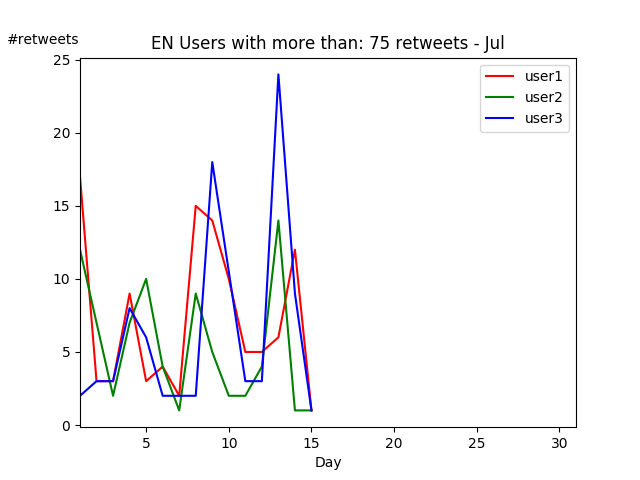 #retweets
EN Users with more than: 75 retweets - Jul
25
20
15
10
5
0
user1
user2
user3
5 10 15 20 25 30
Day